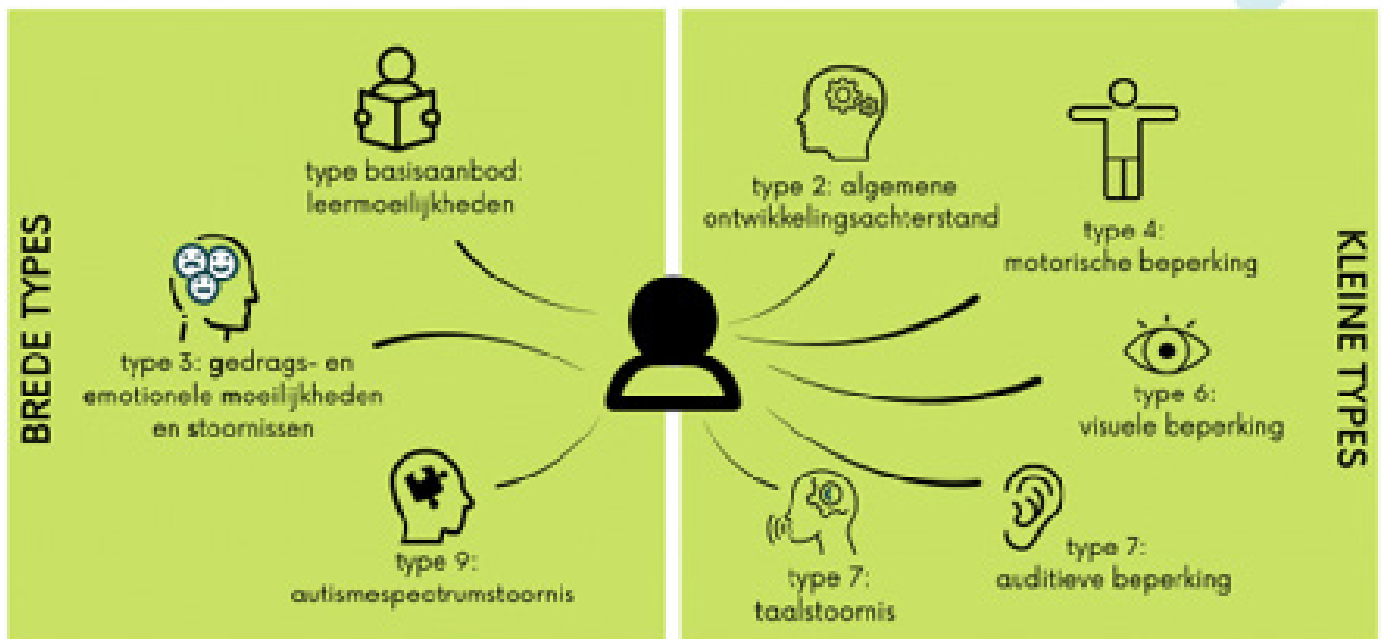 BREDE TYPES
type basisaanbod:
leermoeilijkheden
type 3: gedrags- en
emotionele moeilijkheden
en stoornissen
type 9:
autismespectrumstoornis
type 2: algemene
ontwikkelingsachterstand
type 4:
motorische beperking
type 6:
visuele beperking
type 7:
auditieve beperking
type 7:
taalstoornis
KLEINE TYPES